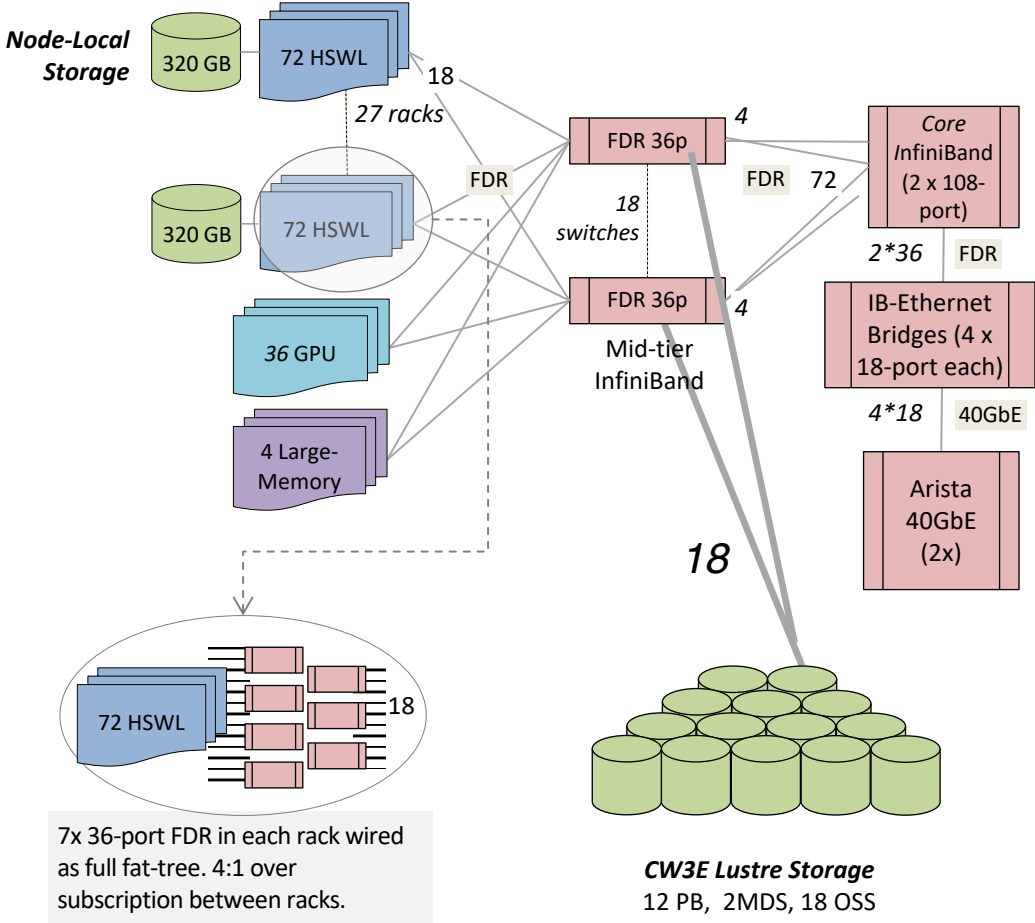 Node-Local
Storage
320 GB
72 HSWL
18
27 racks
320 GB
72 HSWL
FDR
36 GPU
4 Large-
Memory
FDR 36p
4
18
switches
FDR
72
FDR 36p
4
Mid-tier
InfiniBand
Core
InfiniBand
(2 x 108-
port)
2*36
FDR
IB-Ethernet
Bridges (4 x
18-port each)
4*18
40GbE
Arista
40GbE
(2x)
18
72 HSWL
18
7x 36-port FDR in each rack wired
as full fat-tree. 4:1 over
subscription between racks.
CW3E Lustre Storage
12 PB, 2MDS, 18 OSS